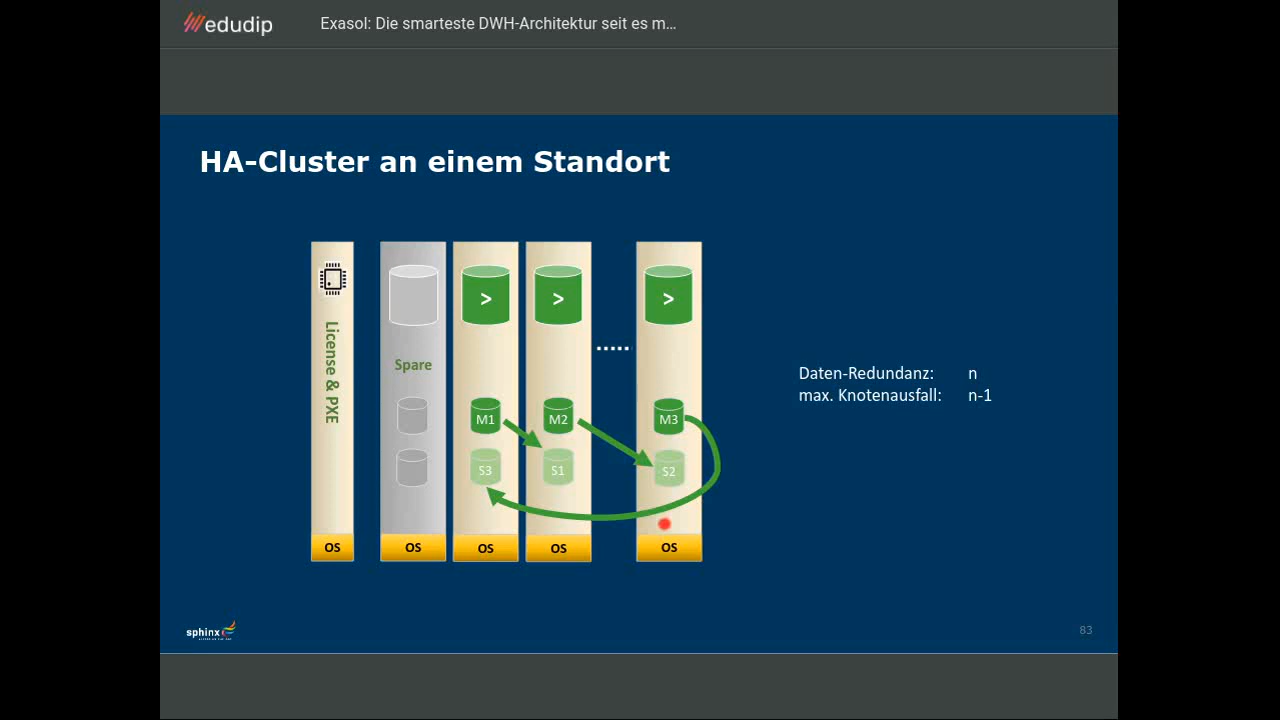 edudip
Exasol: Die smarteste DWH-Architektur seit es m...
HA-Cluster an einem Standort
License & PXE
Spare
>
>
>
.....
M1
M2
M3
S3
S1
S2
OS
OS
OS
OS
OS
Daten-Redundanz: n
max. Knotenausfall: n-1
sphinx
83